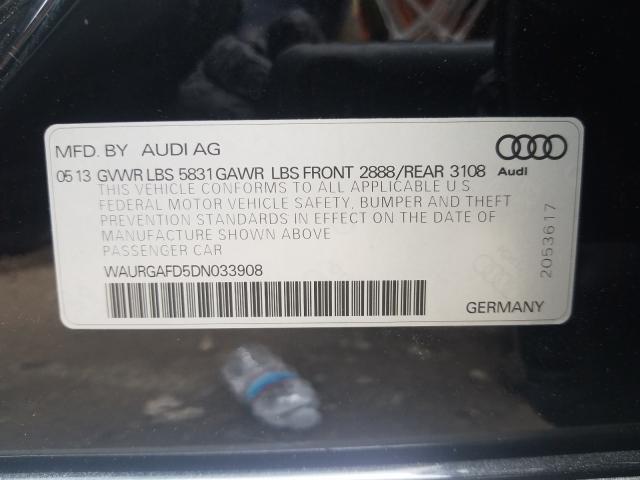 MFD. BY AUDI AG
05 13 GVWR LBS 5831 GAWR LBS FRONT 2888/REAR 3108
Audi
THIS VEHICLE CONFORMS TO ALL APPLICABLE U S
FEDERAL MOTOR VEHICLE SAFETY, BUMPER AND THEFT
PREVENTION STANDARDS IN EFFECT ON THE DATE OF
MANUFACTURE SHOWN ABOVE
PASSENGER CAR
WAURGAFD5DN033908
2053617
GERMANY